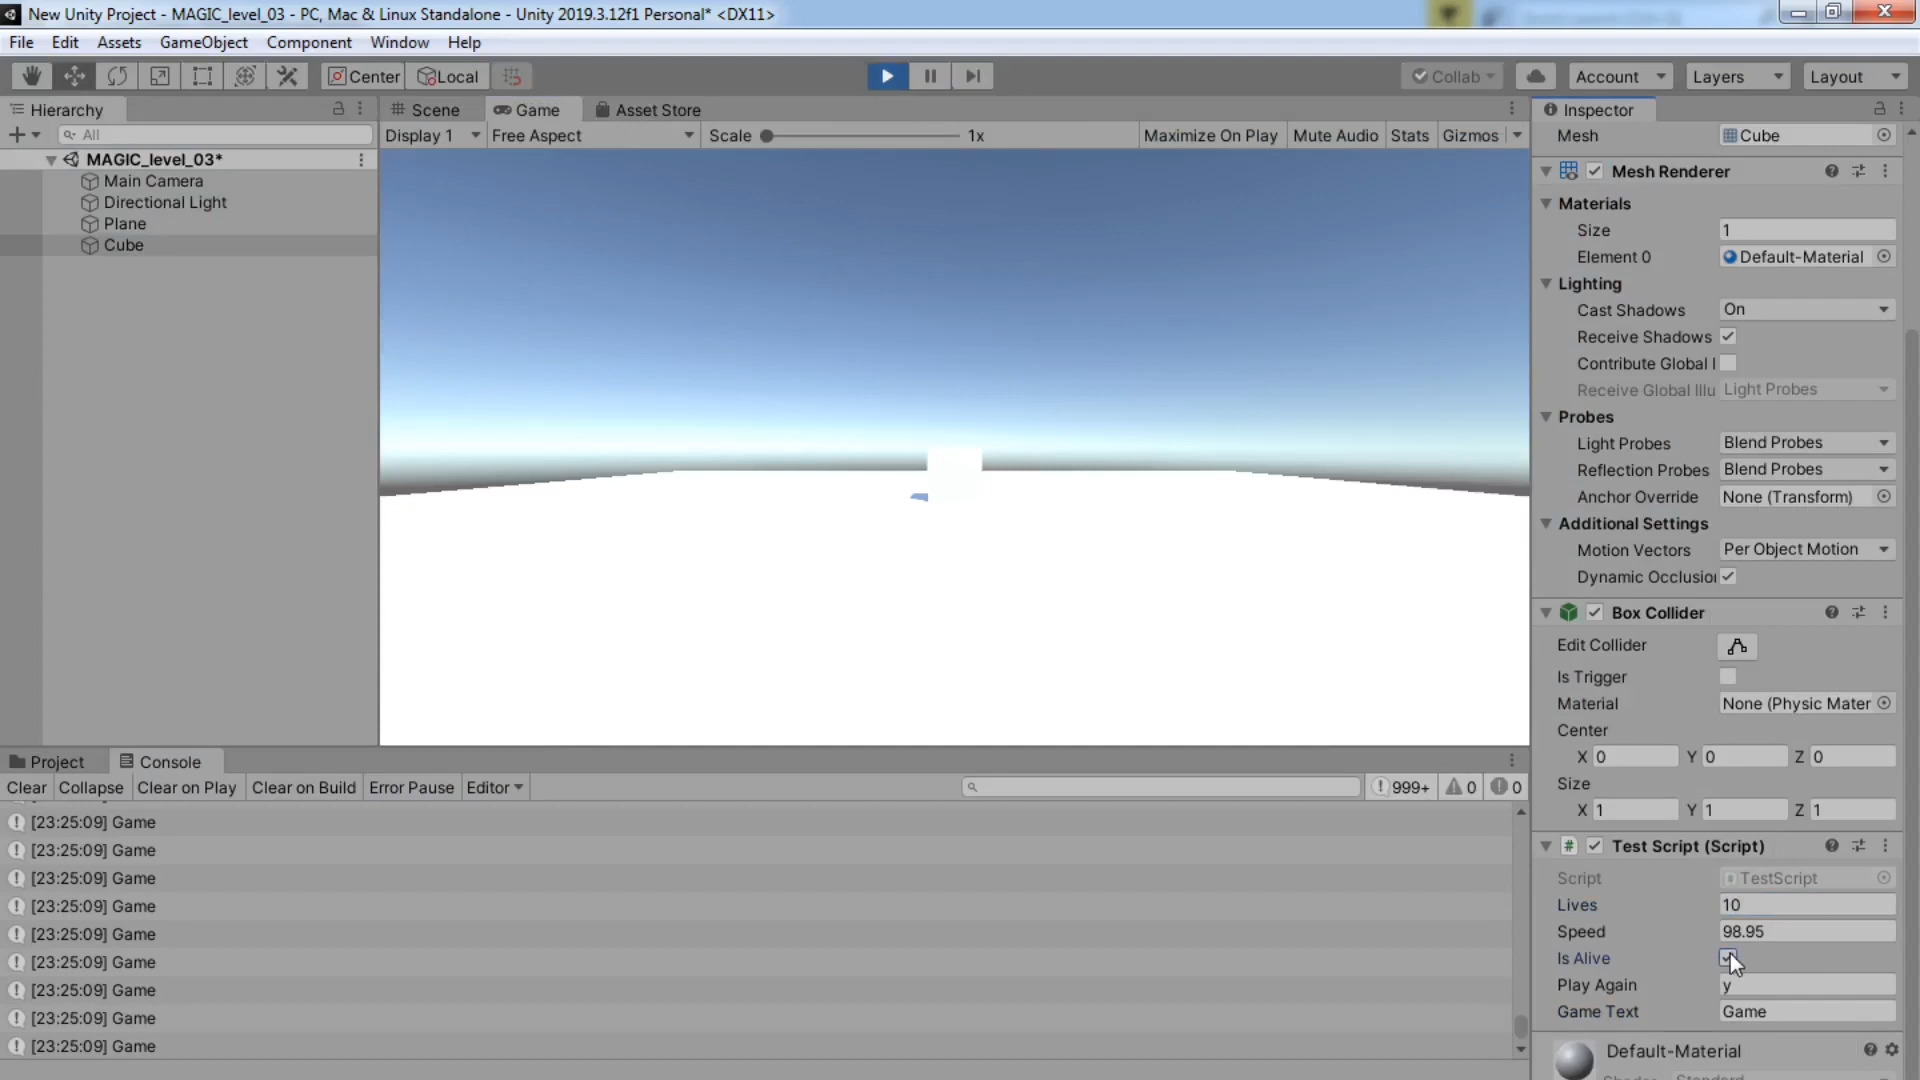 New Unity Project - MAGIC_level_03 - PC, Mac & Linux Standalone - Unity 2019.3.12f1 Personal* <DX11>
File Edit Assets GameObject Component Window Help
Center Local Collab Account Layers Layout
Hierarchy
All
MAGIC_level_03*
Main Camera
Directional Light
Plane
Cube
Scene Game Asset Store
Display 1 Free Aspect Scale 1x Maximize On Play Mute Audio Stats Gizmos
Inspector
Mesh Cube
Mesh Renderer
Materials
Size 1
Element 0 Default-Material
Lighting
Cast Shadows On
Receive Shadows
Contribute Global I
Receive Global Illu Light Probes
Probes
Light Probes Blend Probes
Reflection Probes Blend Probes
Anchor Override None (Transform)
Additional Settings
Motion Vectors Per Object Motion
Dynamic Occlusion
Box Collider
Edit Collider
Is Trigger
Material None (Physic Mater
Center
X 0 Y 0 Z 0
Size
X 1 Y 1 Z 1
# Test Script (Script)
Script TestScript
Lives 10
Speed 98.95
Is Alive
Play Again y
Game Text Game
Default-Material
Project Console
Clear Collapse Clear on Play Clear on Build Error Pause Editor 999+ 0 0
[23:25:09] Game
[23:25:09] Game
[23:25:09] Game
[23:25:09] Game
[23:25:09] Game
[23:25:09] Game
[23:25:09] Game
[23:25:09] Game
[23:25:09] Game